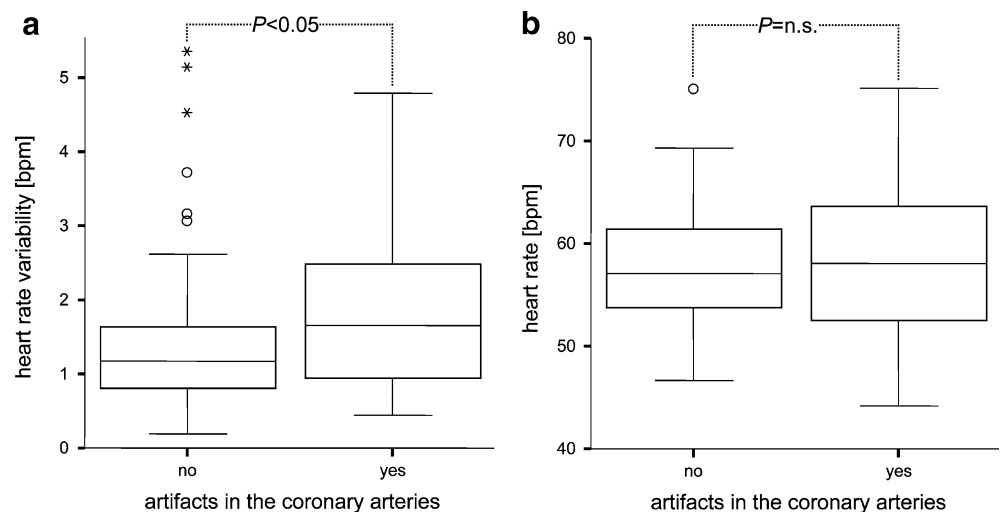 a
P<0.05
heart rate variability [bpm]
5
4
3
2
1
0
no
yes
artifacts in the coronary arteries
b
P=n.s.
heart rate [bpm]
80
70
60
50
40
no
yes
artifacts in the coronary arteries